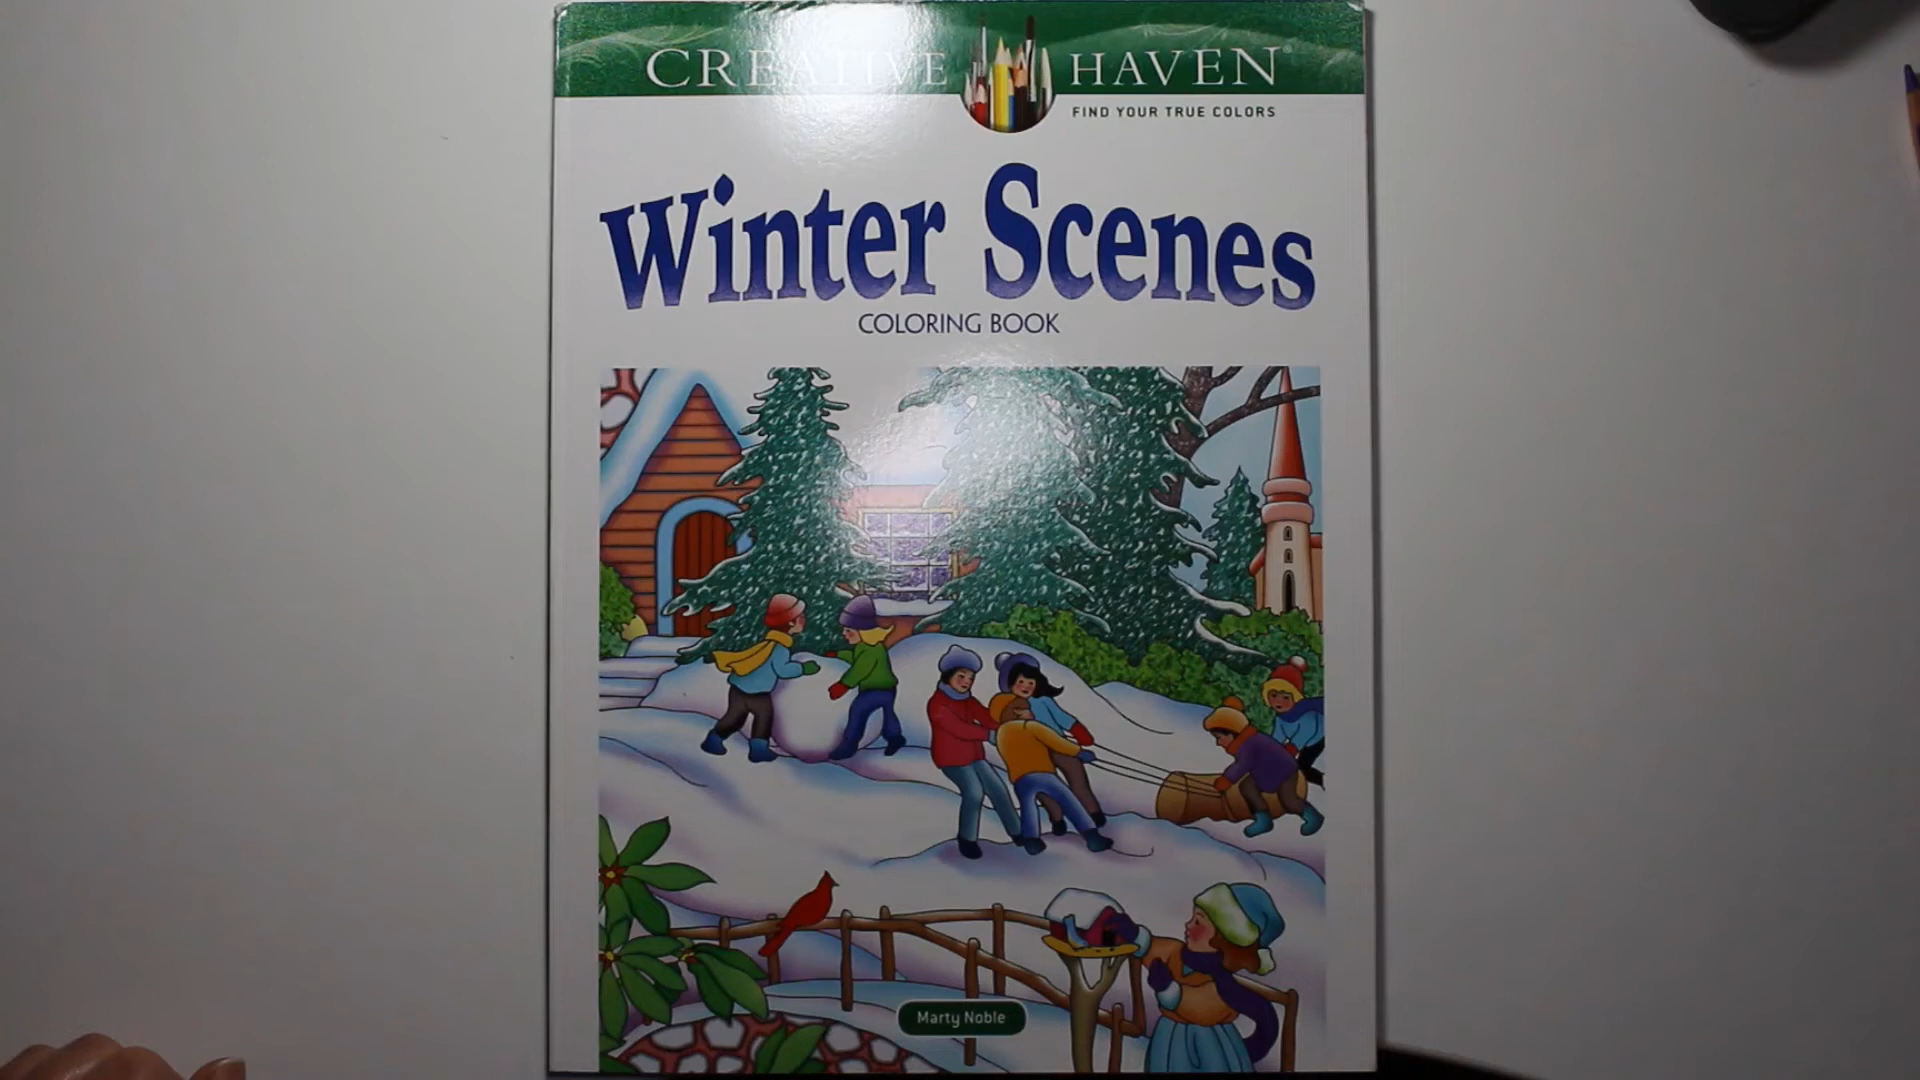 CREATIVE HAVEN®
FIND YOUR TRUE COLORS
Winter Scenes
COLORING BOOK
Marty Noble